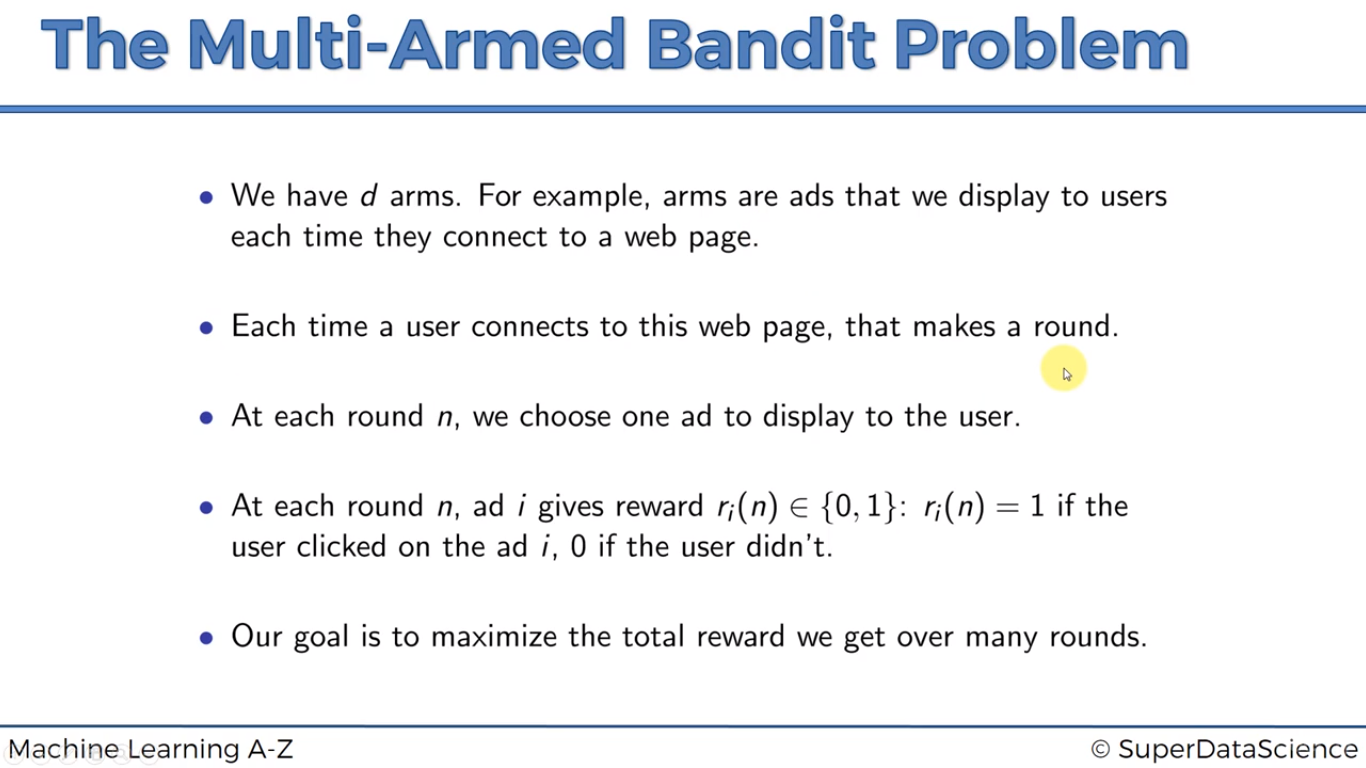 The Multi-Armed Bandit Problem
• We have d arms. For example, arms are ads that we display to users
each time they connect to a web page.
• Each time a user connects to this web page, that makes a round.
• At each round n, we choose one ad to display to the user.
• At each round n, ad i gives reward rᵢ(n) ∈ {0, 1}: rᵢ(n) = 1 if the
user clicked on the ad i, 0 if the user didn't.
• Our goal is to maximize the total reward we get over many rounds.
Machine Learning A-Z
© SuperDataScience